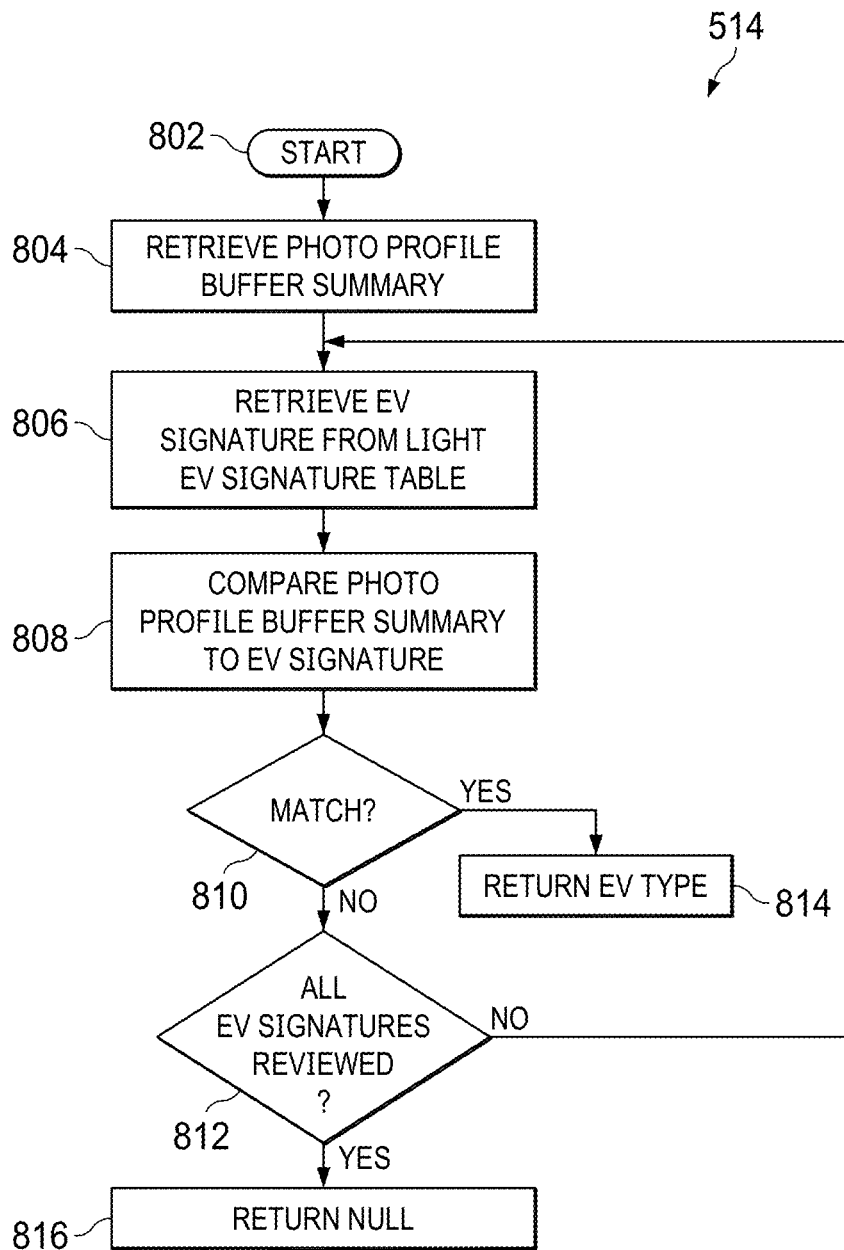 514
802
START
804
RETRIEVE PHOTO PROFILE
BUFFER SUMMARY
806
RETRIEVE EV
SIGNATURE FROM LIGHT
EV SIGNATURE TABLE
808
COMPARE PHOTO
PROFILE BUFFER SUMMARY
TO EV SIGNATURE
MATCH?
YES
810
NO
RETURN EV TYPE
814
ALL
EV SIGNATURES
REVIEWED
?
NO
812
YES
816
RETURN NULL